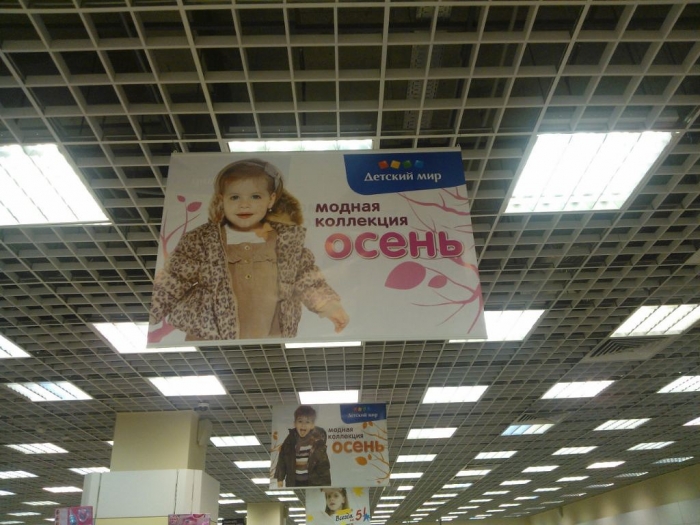 Детский мир
модная
коллекция
осень
Детский мир
модная
коллекция
осень